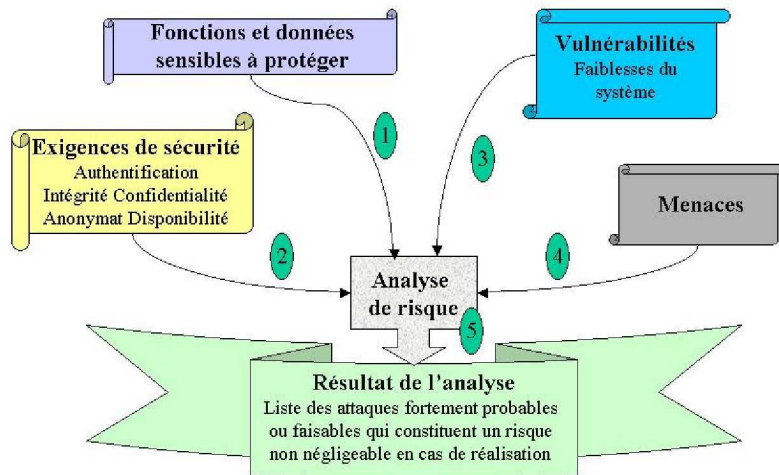 Fonctions et données
sensibles à protéger
Vulnérabilités
Faiblesses du
système
1
3
Exigences de sécurité
Authentification
Intégrité Confidentialité
Anonymat Disponibilité
Menaces
2
4
Analyse
de risque
5
Résultat de l’analyse
Liste des attaques fortement probables
ou faisables qui constituent un risque
non négligeable en cas de réalisation